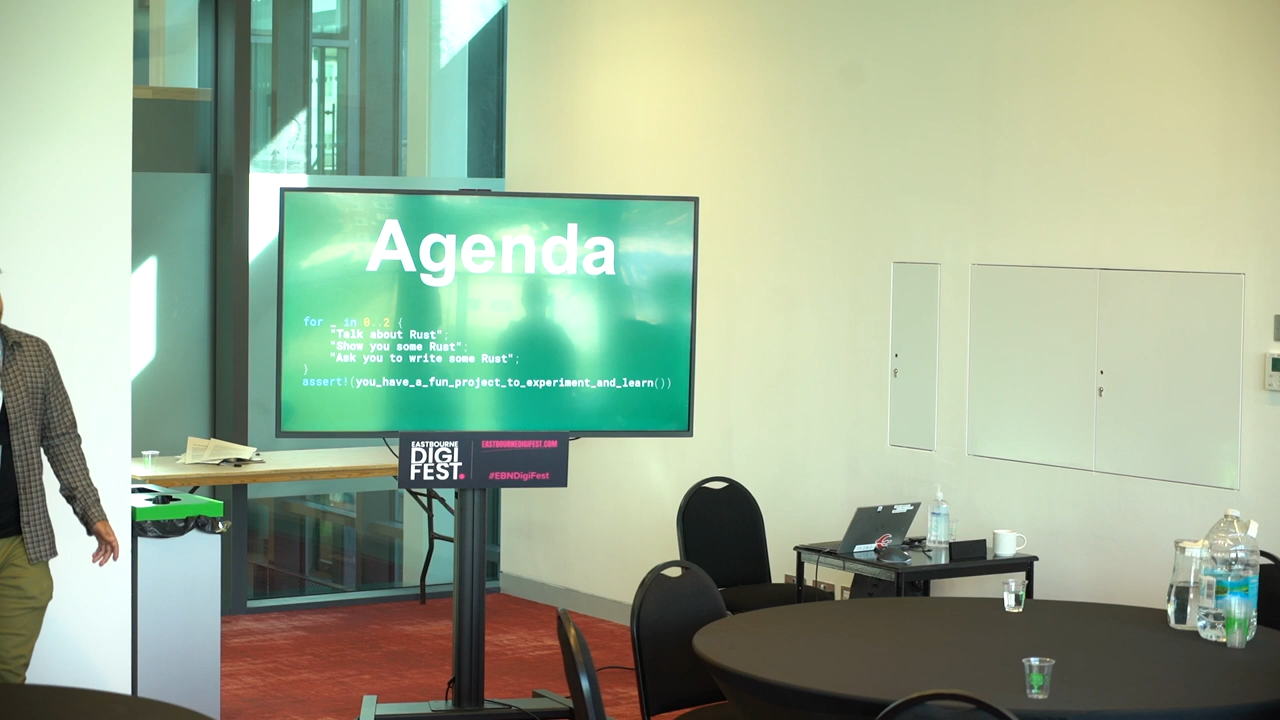 Agenda
for _ in 0..2 {
"Talk about Rust";
"Show you some Rust";
"Ask you to write some Rust";
}
assert!(you_have_a_fun_project_to_experiment_and_learn())
EASTBOURNE
DIGI
FEST.
EASTBOURNEDIGIFEST.COM
#EBNDigiFest